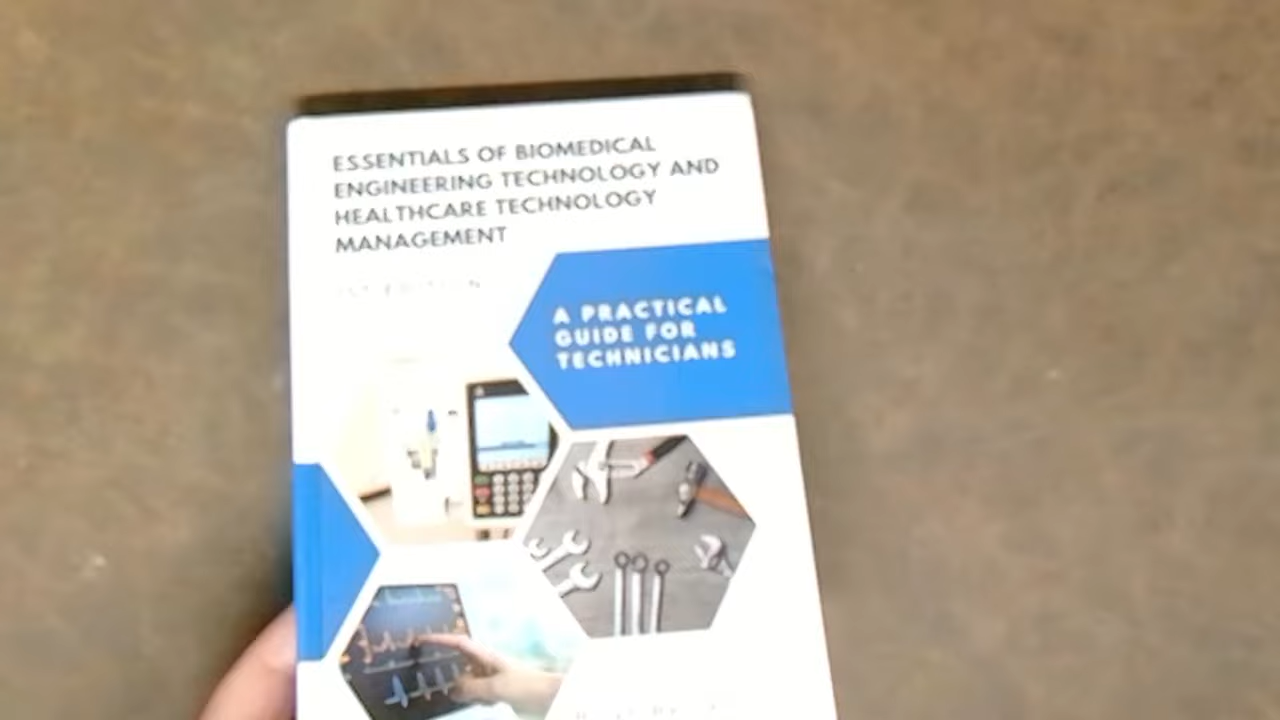 ESSENTIALS OF BIOMEDICAL
ENGINEERING TECHNOLOGY AND
HEALTHCARE TECHNOLOGY
MANAGEMENT
A PRACTICAL
GUIDE FOR
TECHNICIANS